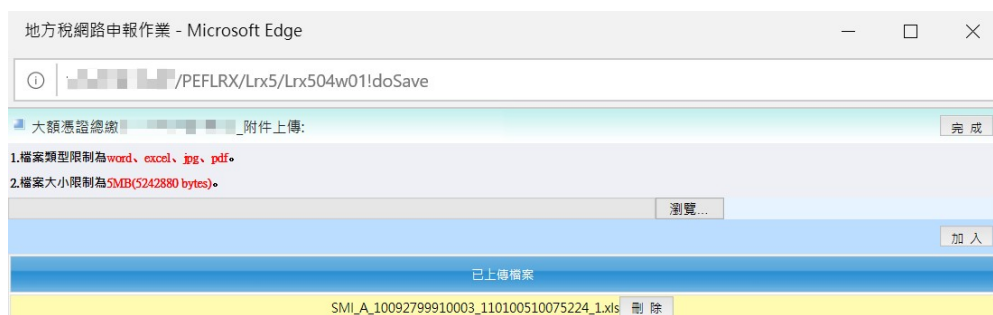 地方稅網路申報作業 - Microsoft Edge
/PEFLRX/Lrx5/Lrx504w01!doSave
大額憑證總繳 _附件上傳:
完 成
1.檔案類型限制為word、excel、jpg、pdf。
2.檔案大小限制為5MB(5242880 bytes)。
瀏覽...
加 入
已上傳檔案
SMI_A_10092799910003_110100510075224_1.xls 刪 除